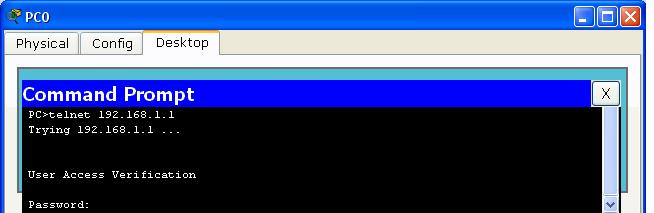 PC0
Physical Config Desktop
Command Prompt X
PC>telnet 192.168.1.1
Trying 192.168.1.1 ...
User Access Verification
Password: